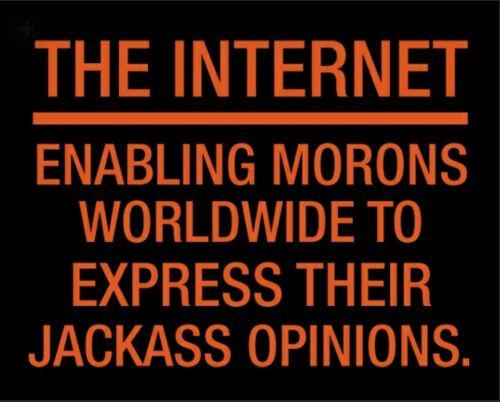 THE INTERNET
ENABLING MORONS
WORLDWIDE TO
EXPRESS THEIR
JACKASS OPINIONS.